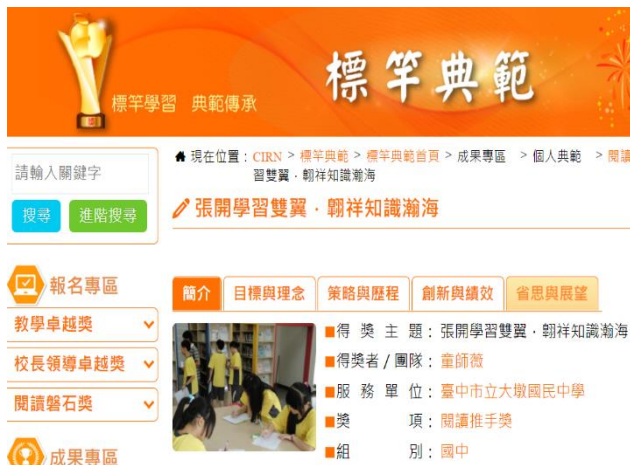 標竿學習 典範傳承
標竿典範
請輸入關鍵字
搜尋 進階搜尋
現在位置：CIRN > 標竿典範 > 標竿典範首頁 > 成果專區 > 個人典範 > 閱讀
習雙翼‧翱祥知識瀚海
張開學習雙翼‧翱祥知識瀚海
報名專區
教學卓越獎
校長領導卓越獎
閱讀磐石獎
成果專區
簡介 目標與理念 策略與歷程 創新與績效 省思與展望
得獎主題：張開學習雙翼‧翱祥知識瀚海
得獎者/團隊：童師薇
服務單位：臺中市立大墩國民中學
獎項：閱讀推手獎
組別：國中